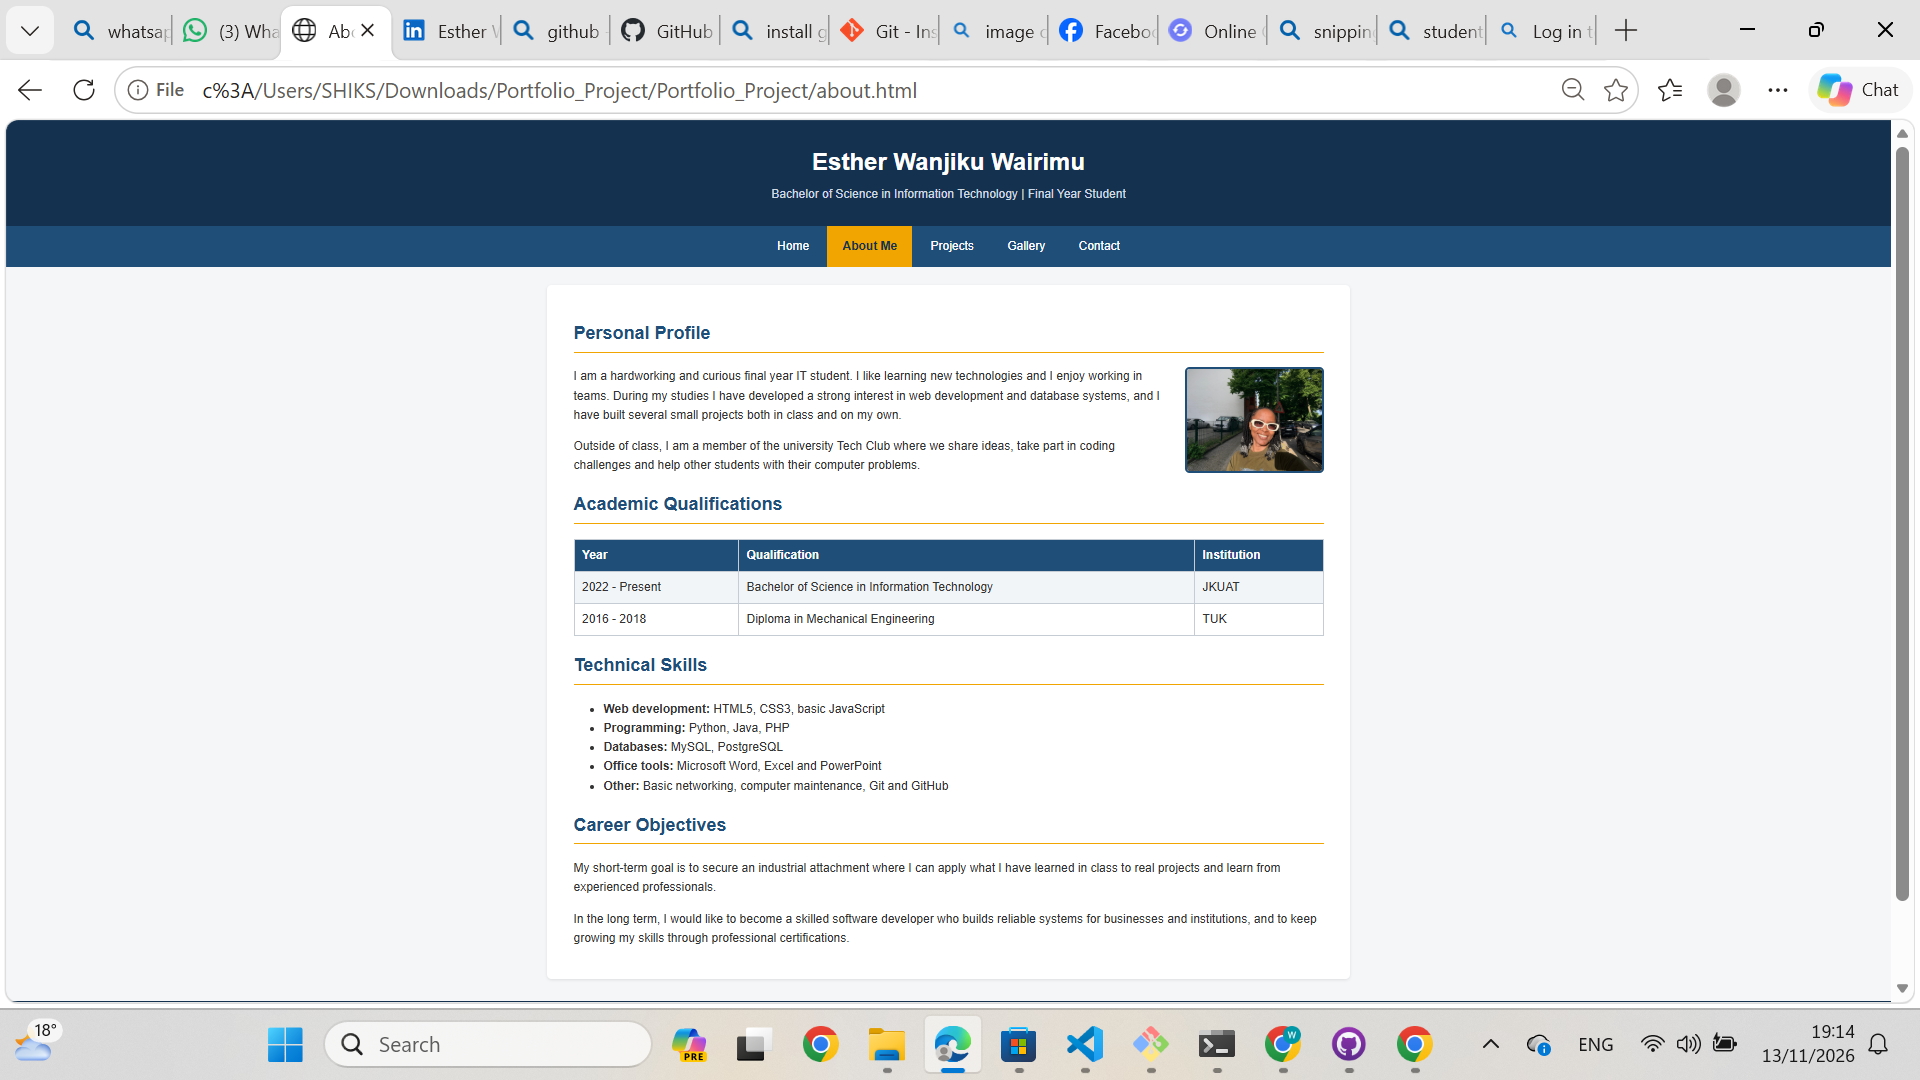 whatsap
(3) Wha
Abo
Esther W
github -
GitHub
install g
Git - Ins
image c
Faceboo
Online
snipping
student
Log in t
File
c%3A/Users/SHIKS/Downloads/Portfolio_Project/Portfolio_Project/about.html
Chat
Esther Wanjiku Wairimu
Bachelor of Science in Information Technology | Final Year Student
Home
About Me
Projects
Gallery
Contact
Personal Profile
I am a hardworking and curious final year IT student. I like learning new technologies and I enjoy working in
teams. During my studies I have developed a strong interest in web development and database systems, and I
have built several small projects both in class and on my own.
Outside of class, I am a member of the university Tech Club where we share ideas, take part in coding
challenges and help other students with their computer problems.
Academic Qualifications
Year Qualification Institution
2022 - Present Bachelor of Science in Information Technology JKUAT
2016 - 2018 Diploma in Mechanical Engineering TUK
Technical Skills
• Web development: HTML5, CSS3, basic JavaScript
• Programming: Python, Java, PHP
• Databases: MySQL, PostgreSQL
• Office tools: Microsoft Word, Excel and PowerPoint
• Other: Basic networking, computer maintenance, Git and GitHub
Career Objectives
My short-term goal is to secure an industrial attachment where I can apply what I have learned in class to real projects and learn from
experienced professionals.
In the long term, I would like to become a skilled software developer who builds reliable systems for businesses and institutions, and to keep
growing my skills through professional certifications.
18°
Search
PRE
W
ENG
19:14
13/11/2026